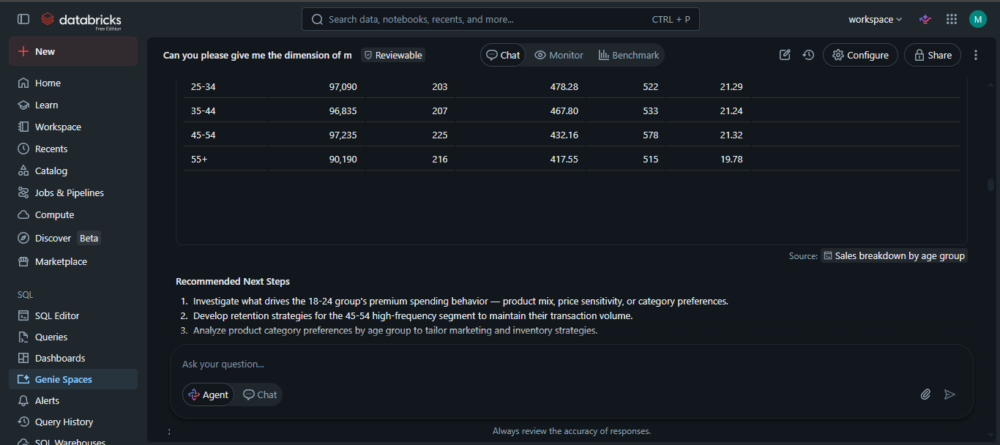 databricks
Free Edition
Search data, notebooks, recents, and more... CTRL + P
workspace
M
New
Home
Learn
Workspace
Recents
Catalog
Jobs & Pipelines
Compute
Discover Beta
Marketplace
SQL
SQL Editor
Queries
Dashboards
Genie Spaces
Alerts
Query History
SQL Warehouses
Can you please give me the dimension of m Reviewable
Chat Monitor Benchmark
Configure Share
25-34 97,090 203 478.28 522 21.29
35-44 96,835 207 467.80 533 21.24
45-54 97,235 225 432.16 578 21.32
55+ 90,190 216 417.55 515 19.78
Source: Sales breakdown by age group
Recommended Next Steps
1. Investigate what drives the 18-24 group's premium spending behavior — product mix, price sensitivity, or category preferences.
2. Develop retention strategies for the 45-54 high-frequency segment to maintain their transaction volume.
3. Analyze product category preferences by age group to tailor marketing and inventory strategies.
Ask your question...
Agent Chat
Always review the accuracy of responses.